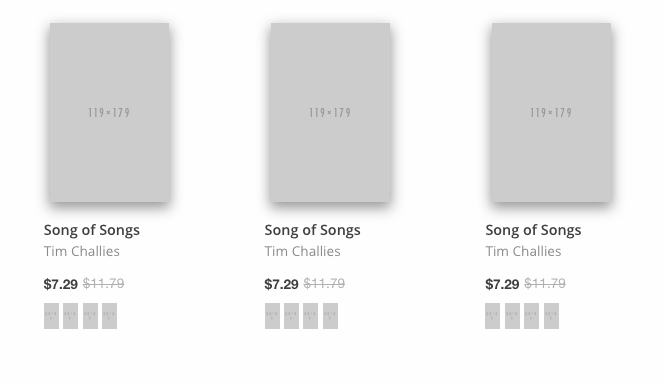 119×179
119×179
119×179
Song of Songs
Song of Songs
Song of Songs
Tim Challies
Tim Challies
Tim Challies
$7.29 $11.79
$7.29 $11.79
$7.29 $11.79